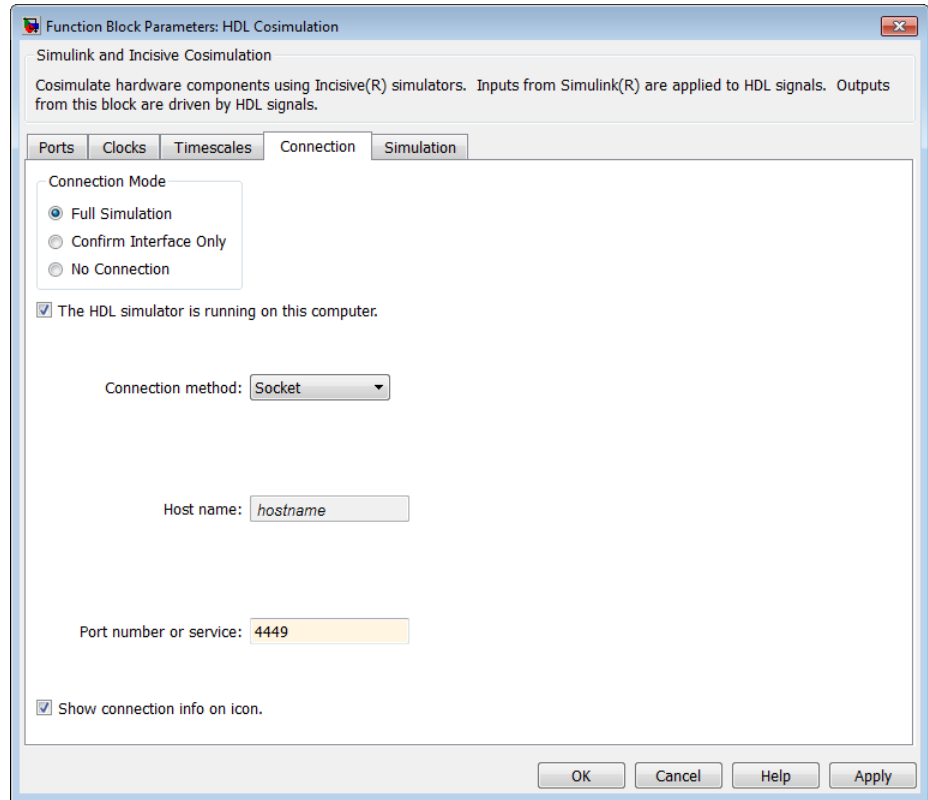 Function Block Parameters: HDL Cosimulation
Simulink and Incisive Cosimulation
Cosimulate hardware components using Incisive(R) simulators. Inputs from Simulink(R) are applied to HDL signals. Outputs
from this block are driven by HDL signals.
Ports Clocks Timescales Connection Simulation
Connection Mode
Full Simulation
Confirm Interface Only
No Connection
The HDL simulator is running on this computer.
Connection method: Socket
Host name: hostname
Port number or service: 4449
Show connection info on icon.
OK Cancel Help Apply